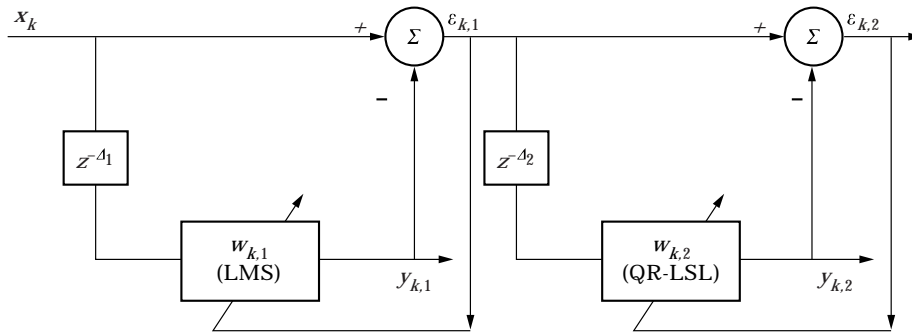 x_k
+
Σ
ε_{k,1}
+
Σ
ε_{k,2}
−
−
z^{-Δ_1}
z^{-Δ_2}
w_{k,1}
(LMS)
y_{k,1}
w_{k,2}
(QR-LSL)
y_{k,2}